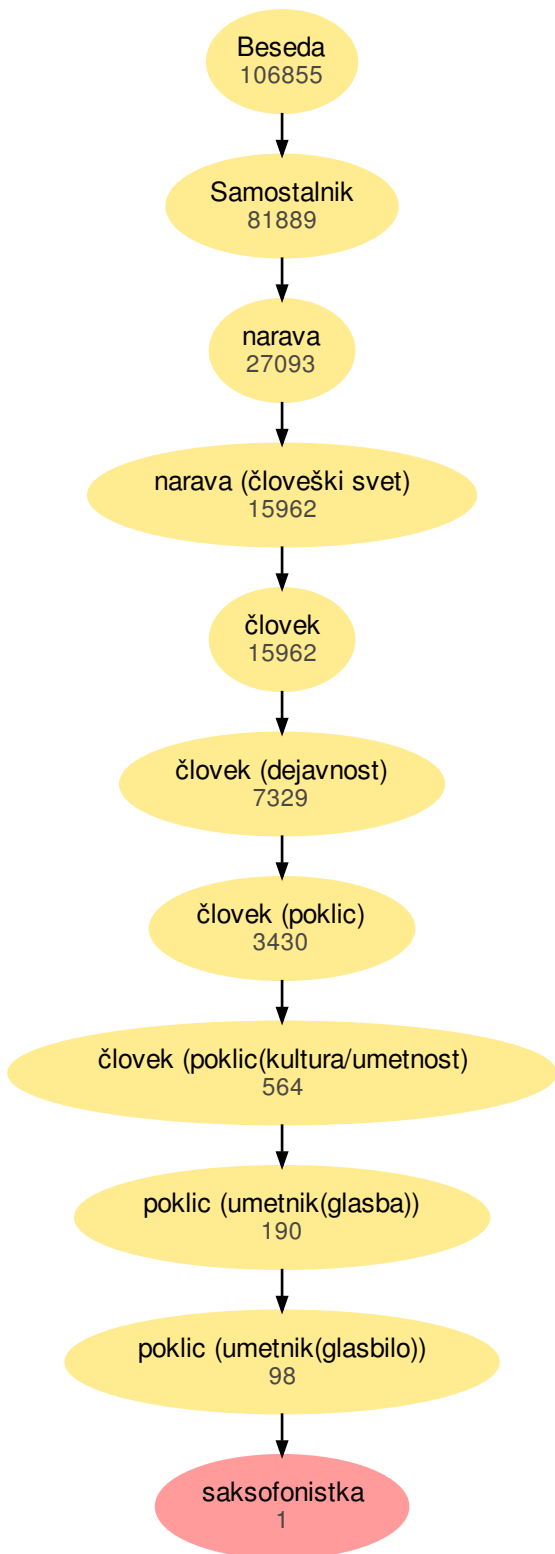 Beseda
106855
Samostalnik
81889
narava
27093
narava (človeški svet)
15962
človek
15962
človek (dejavnost)
7329
človek (poklic)
3430
človek (poklic(kultura/umetnost)
564
poklic (umetnik(glasba))
190
poklic (umetnik(glasbilo))
98
saksofonistka
1